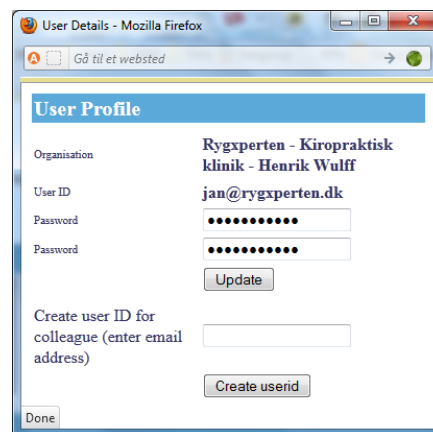 User Details - Mozilla Firefox
Gå til et websted
User Profile
Organisation
Rygxperten - Kiropraktisk
klinik - Henrik Wulff
User ID
jan@rygxperten.dk
Password
●●●●●●●●●●●
Password
●●●●●●●●●●●
Update
Create user ID for
colleague (enter email
address)
Create userid
Done